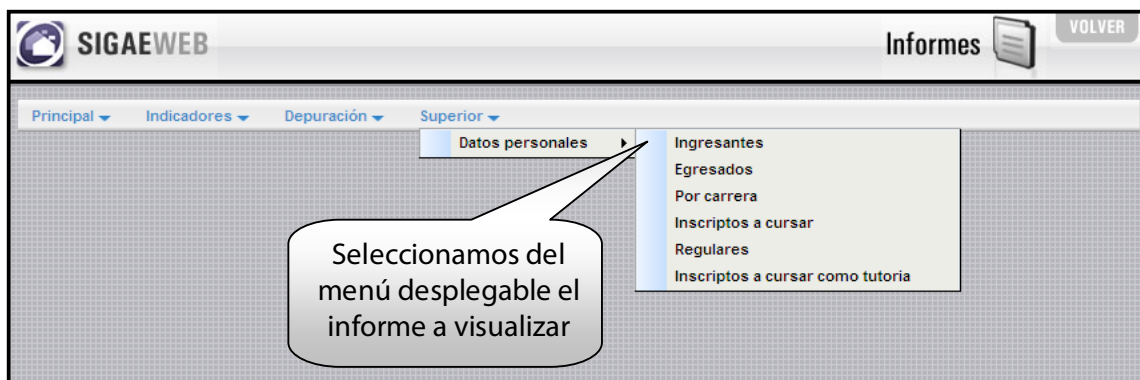 SIGAEWEB
Informes
VOLVER
Principal
Indicadores
Depuración
Superior
Datos personales
Ingresantes
Egresados
Por carrera
Inscriptos a cursar
Regulares
Inscriptos a cursar como tutoria
Seleccionamos del
menú desplegable el
informe a visualizar